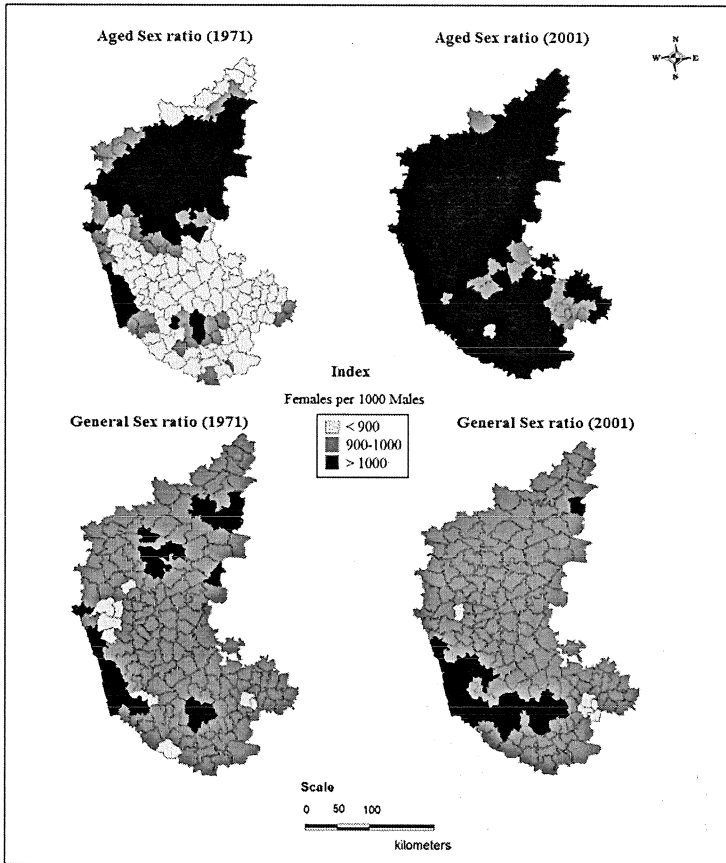 Aged Sex ratio (1971)
Aged Sex ratio (2001)
N
W E
S
Index
Females per 1000 Males
< 900
900-1000
> 1000
General Sex ratio (1971)
General Sex ratio (2001)
Scale
0 50 100
kilometers